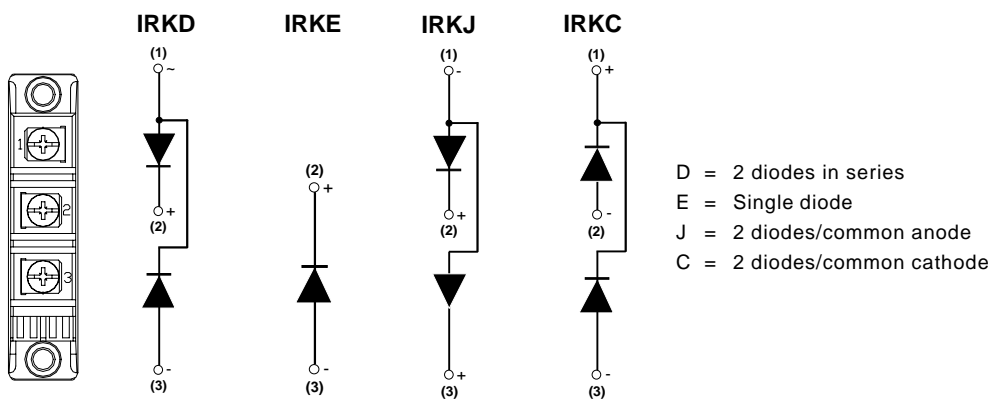 IRKD IRKE IRKJ IRKC
(1) (1) (1)
~ - +
1
(2)
+
2
+ + -
(2) (2) (2)
3
- - + -
(3) (3) (3) (3)
D = 2 diodes in series
E = Single diode
J = 2 diodes/common anode
C = 2 diodes/common cathode